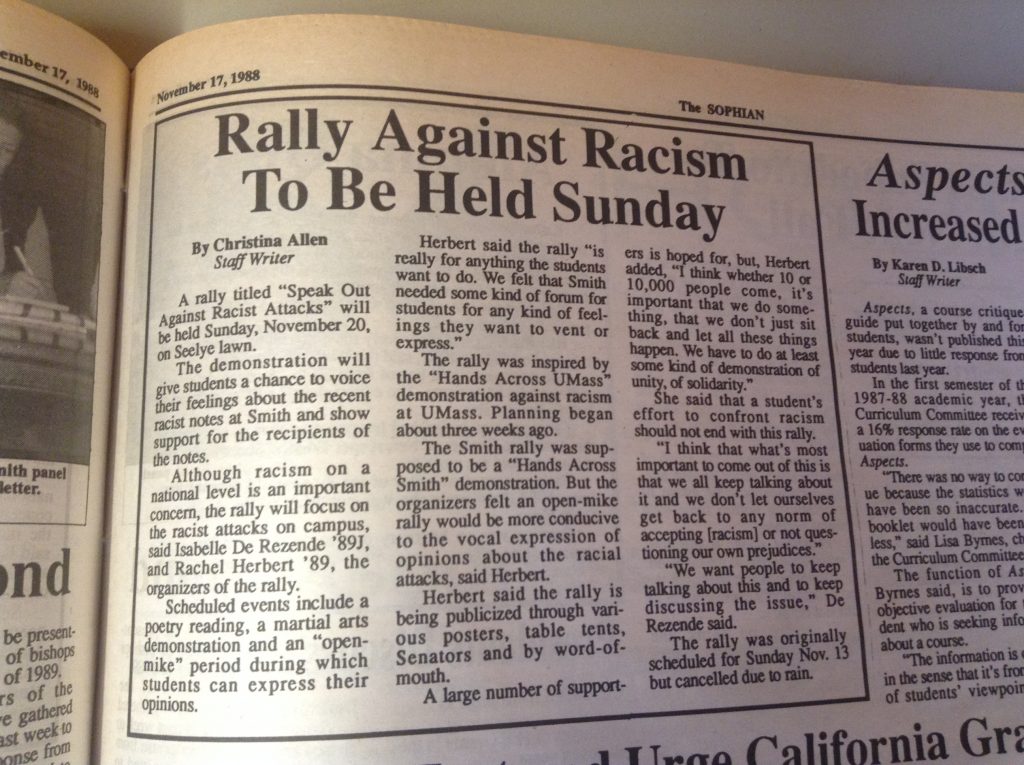 ember 17, 1988
nith panel
letter.
ond
be present-
of bishops
of 1989.
rs of the
ve gathered
ast week to
onse from
November 17, 1988
The SOPHIAN
Rally Against Racism
To Be Held Sunday
By Christina Allen
Staff Writer
A rally titled “Speak Out
Against Racist Attacks” will
be held Sunday, November 20,
on Seelye lawn.
The demonstration will
give students a chance to voice
their feelings about the recent
racist notes at Smith and show
support for the recipients of
the notes.
Although racism on a
national level is an important
concern, the rally will focus on
the racist attacks on campus,
said Isabelle De Rezende ’89J,
and Rachel Herbert ’89, the
organizers of the rally.
Scheduled events include a
poetry reading, a martial arts
demonstration and an “open-
mike” period during which
students can express their
opinions.
Herbert said the rally “is
really for anything the students
want to do. We felt that Smith
needed some kind of forum for
students for any kind of feel-
ings they want to vent or
express.”
The rally was inspired by
the “Hands Across UMass”
demonstration against racism
at UMass. Planning began
about three weeks ago.
The Smith rally was sup-
posed to be a “Hands Across
Smith” demonstration. But the
organizers felt an open-mike
rally would be more conducive
to the vocal expression of
opinions about the racial
attacks, said Herbert.
Herbert said the rally is
being publicized through vari-
ous posters, table tents,
Senators and by word-of-
mouth.
A large number of support-
ers is hoped for, but, Herbert
added, “I think whether 10 or
10,000 people come, it’s
important that we do some-
thing, that we don’t just sit
back and let all these things
happen. We have to do at least
some kind of demonstration of
unity, of solidarity.”
She said that a student’s
effort to confront racism
should not end with this rally.
“I think that what’s most
important to come out of this is
that we all keep talking about
it and we don’t let ourselves
get back to any norm of
accepting [racism] or not ques-
tioning our own prejudices.”
“We want people to keep
talking about this and to keep
discussing the issue,” De
Rezende said.
The rally was originally
scheduled for Sunday Nov. 13
but cancelled due to rain.
Aspects
Increased
By Karen D. Libsch
Staff Writer
Aspects, a course critique
guide put together by and for
students, wasn’t published this
year due to little response from
students last year.
In the first semester of th
1987-88 academic year, th
Curriculum Committee receiv
a 16% response rate on the ev
uation forms they use to comp
Aspects.
“There was no way to con
ue because the statistics w
have been so inaccurate.
booklet would have been
less,” said Lisa Byrnes, ch
the Curriculum Committee
The function of As
Byrnes said, is to prov
objective evaluation for
dent who is seeking info
about a course.
“The information is
in the sense that it’s fro
of students’ viewpoin
Urge California Gra